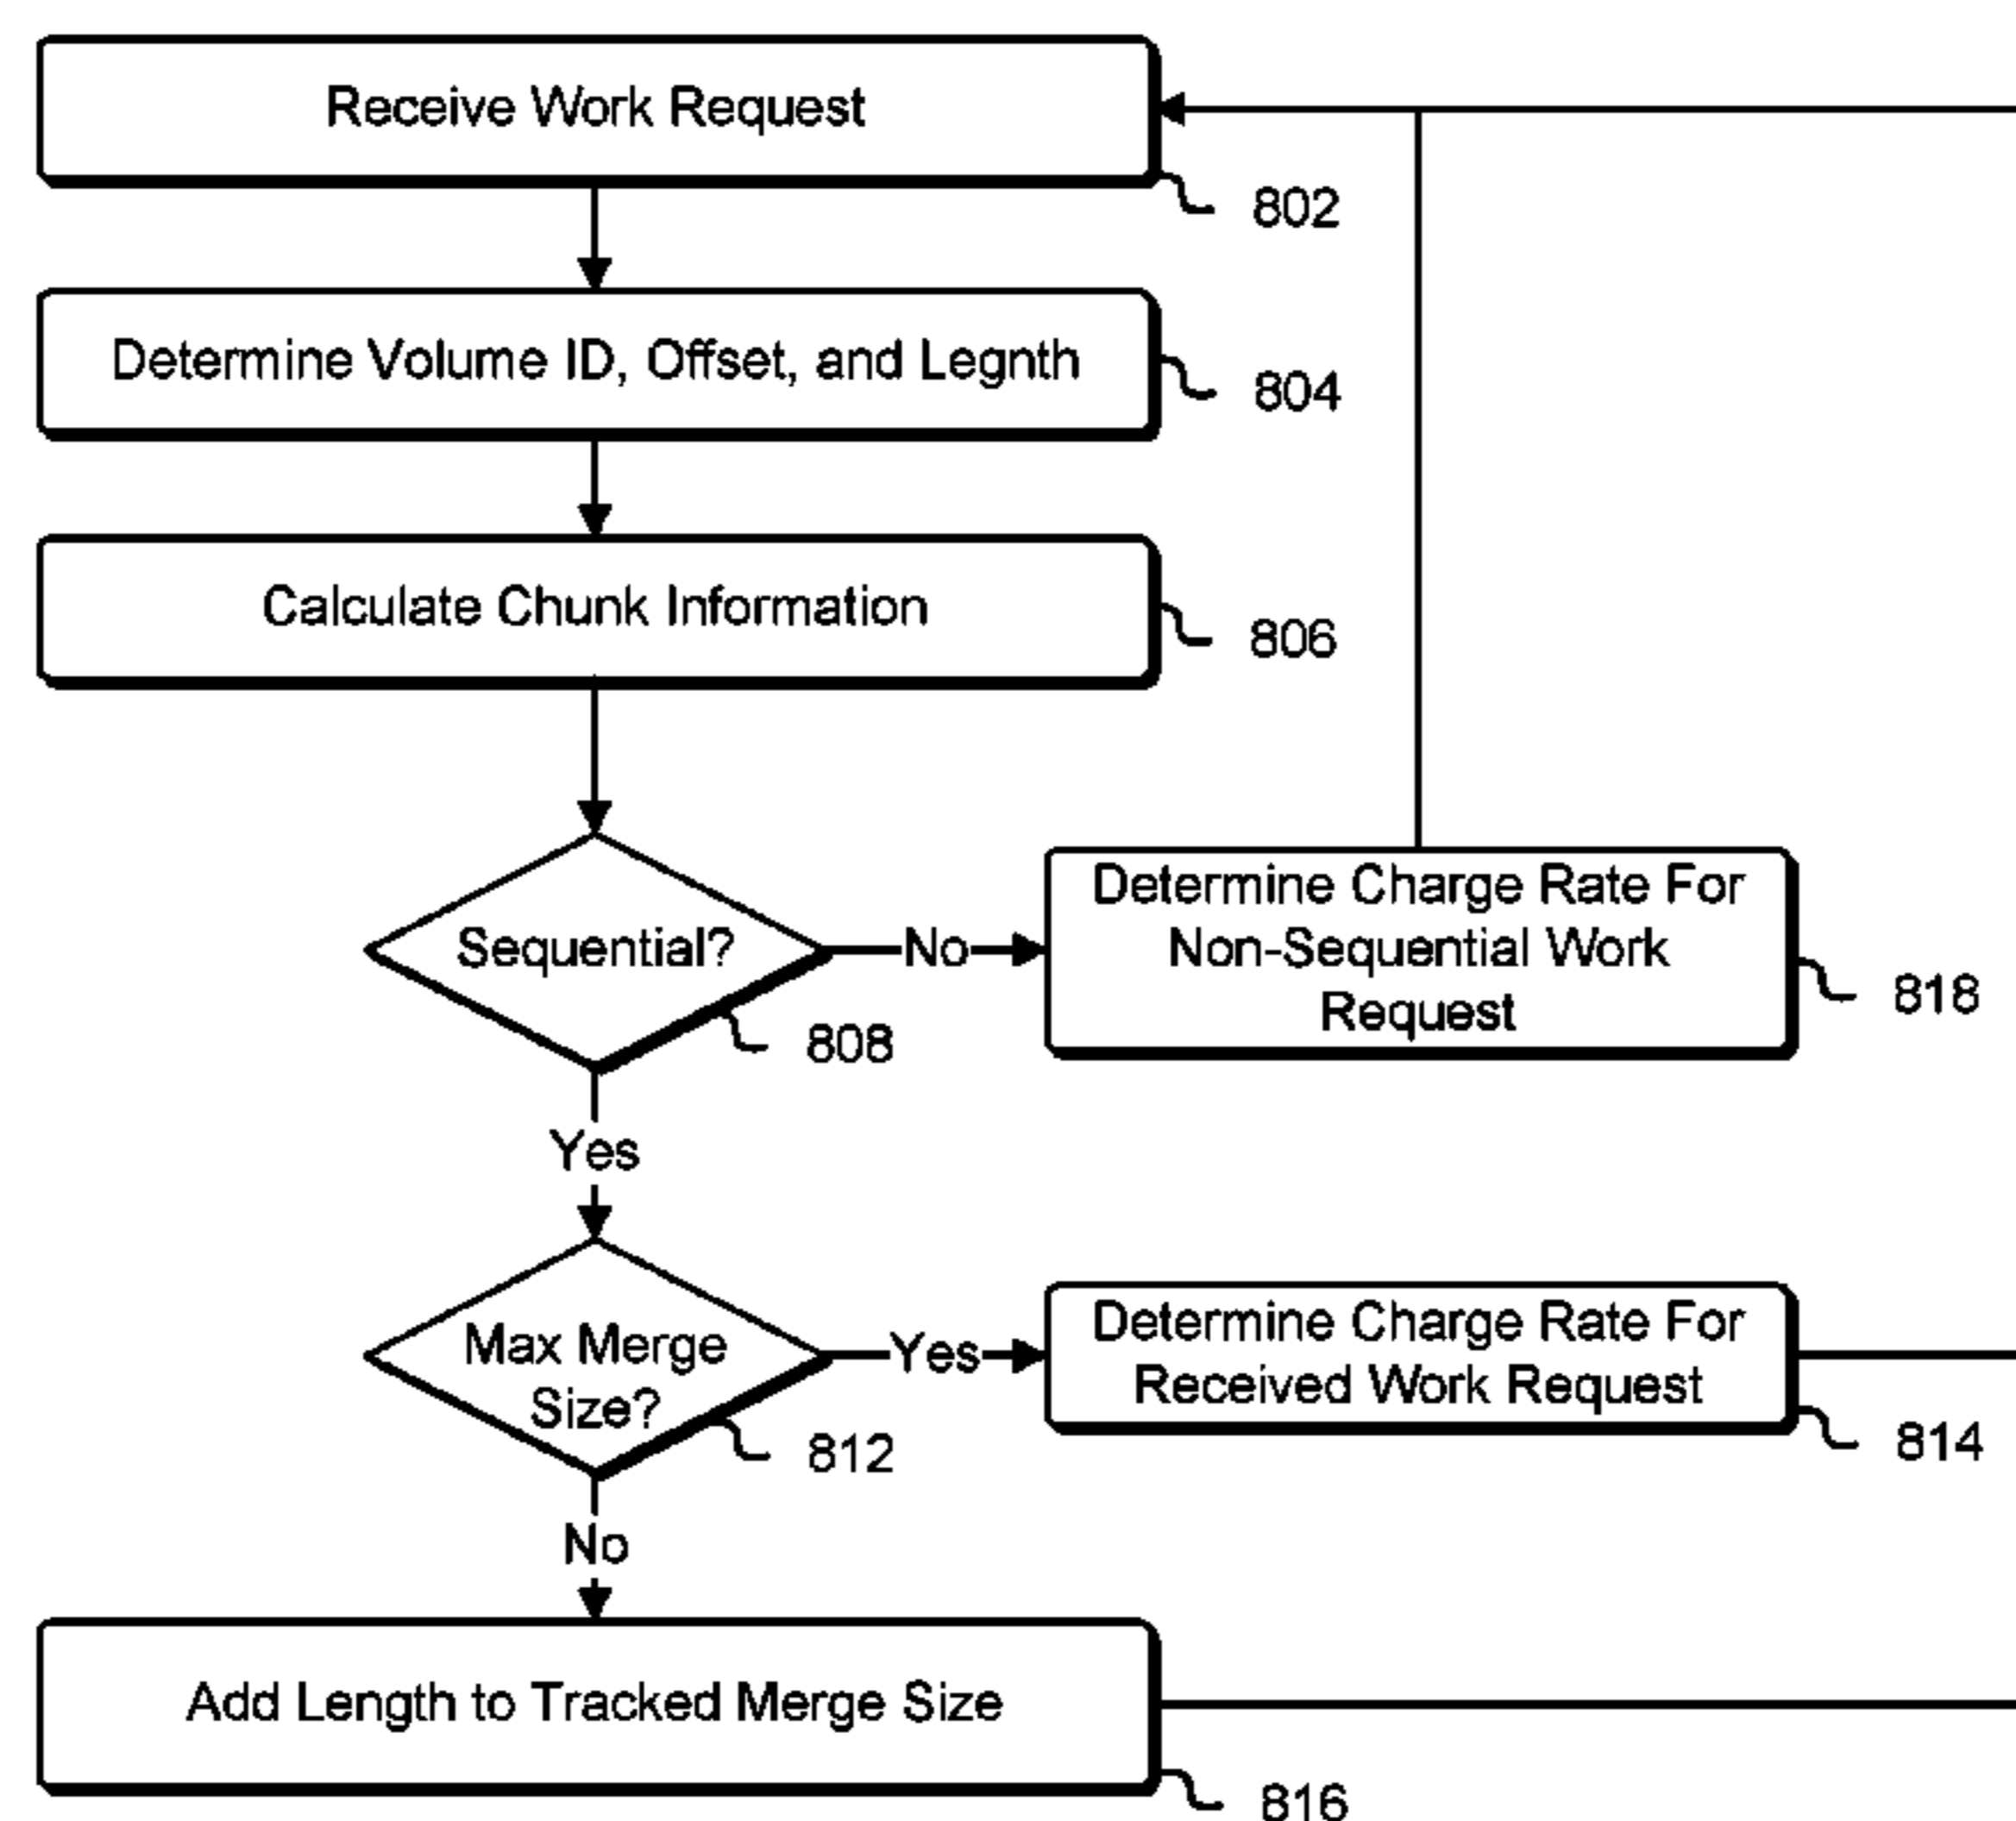 Receive Work Request
802
Determine Volume ID, Offset, and Legnth
804
Calculate Chunk Information
806
Sequential?
808
No
Determine Charge Rate For
Non-Sequential Work
Request
818
Yes
Max Merge
Size?
812
Yes
Determine Charge Rate For
Received Work Request
814
No
Add Length to Tracked Merge Size
816